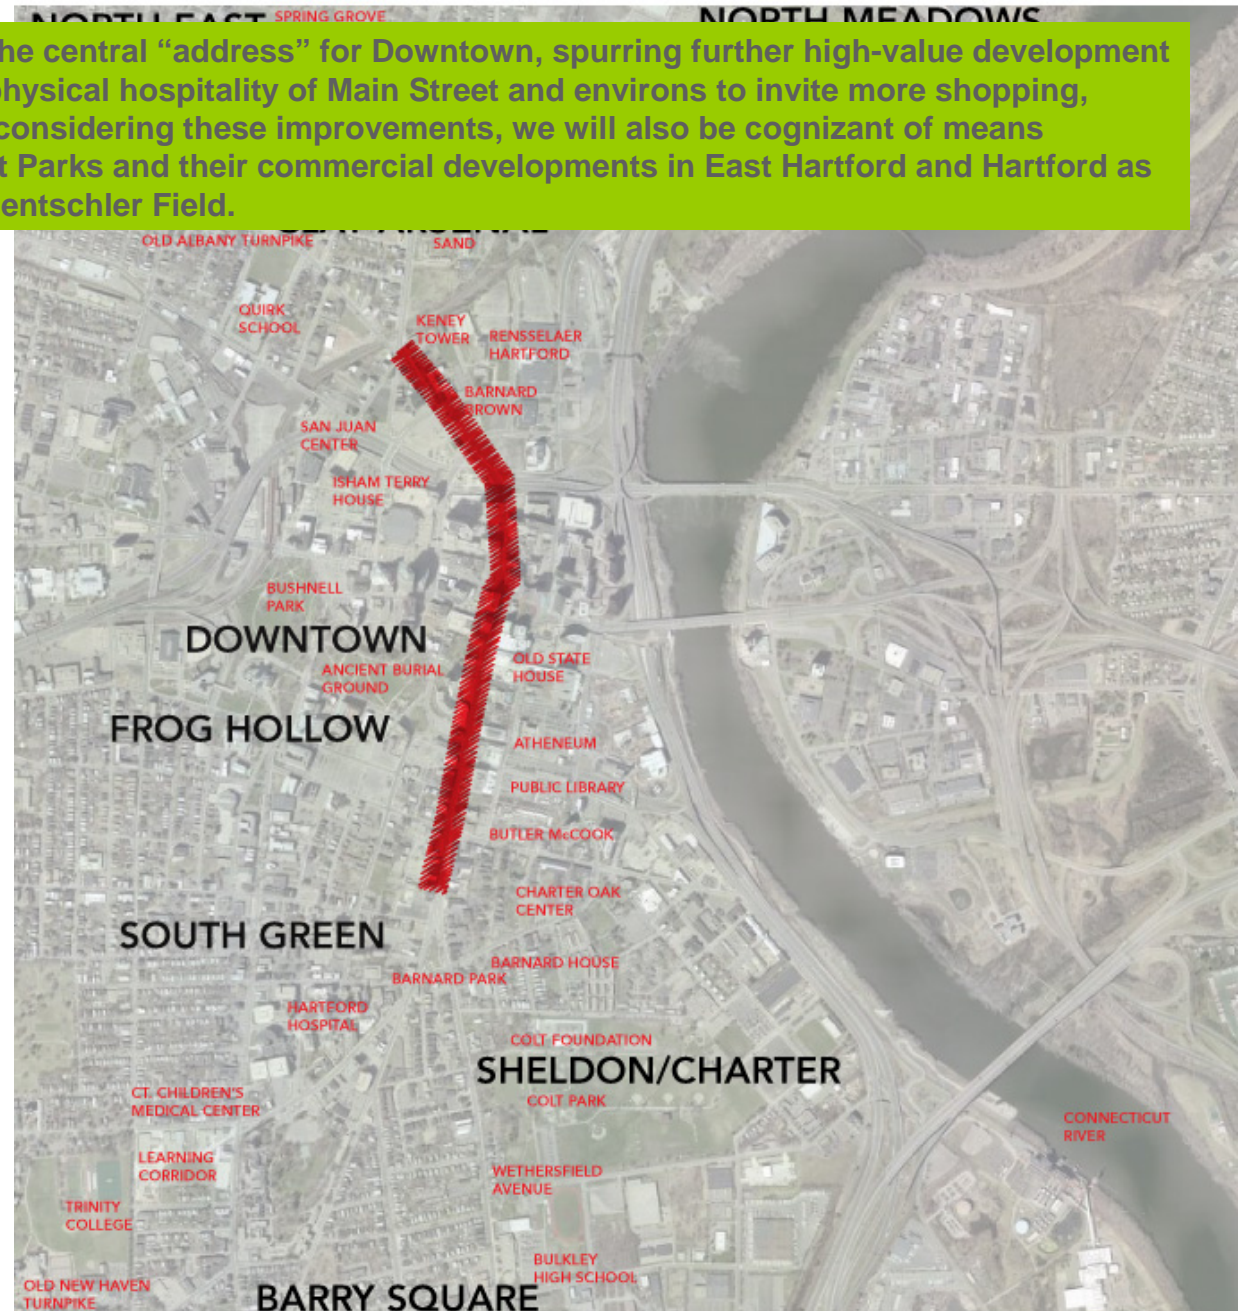 NORTH EAST
SPRING GROVE
NORTH MEADOWS
he central “address” for Downtown, spurring further high-value development
physical hospitality of Main Street and environs to invite more shopping,
considering these improvements, we will also be cognizant of means
t Parks and their commercial developments in East Hartford and Hartford as
entschler Field.
CLAY ARSENAL
OLD ALBANY TURNPIKE
SAND
QUIRK
SCHOOL
KENEY
TOWER
RENSSELAER
HARTFORD
BARNARD
BROWN
SAN JUAN
CENTER
ISHAM TERRY
HOUSE
BUSHNELL
PARK
DOWNTOWN
OLD STATE
HOUSE
ANCIENT BURIAL
GROUND
FROG HOLLOW
ATHENEUM
PUBLIC LIBRARY
BUTLER McCOOK
CHARTER OAK
CENTER
SOUTH GREEN
BARNARD HOUSE
BARNARD PARK
HARTFORD
HOSPITAL
COLT FOUNDATION
SHELDON/CHARTER
COLT PARK
CT. CHILDREN'S
MEDICAL CENTER
CONNECTICUT
RIVER
LEARNING
CORRIDOR
WETHERSFIELD
AVENUE
TRINITY
COLLEGE
BULKLEY
HIGH SCHOOL
OLD NEW HAVEN
TURNPIKE
BARRY SQUARE